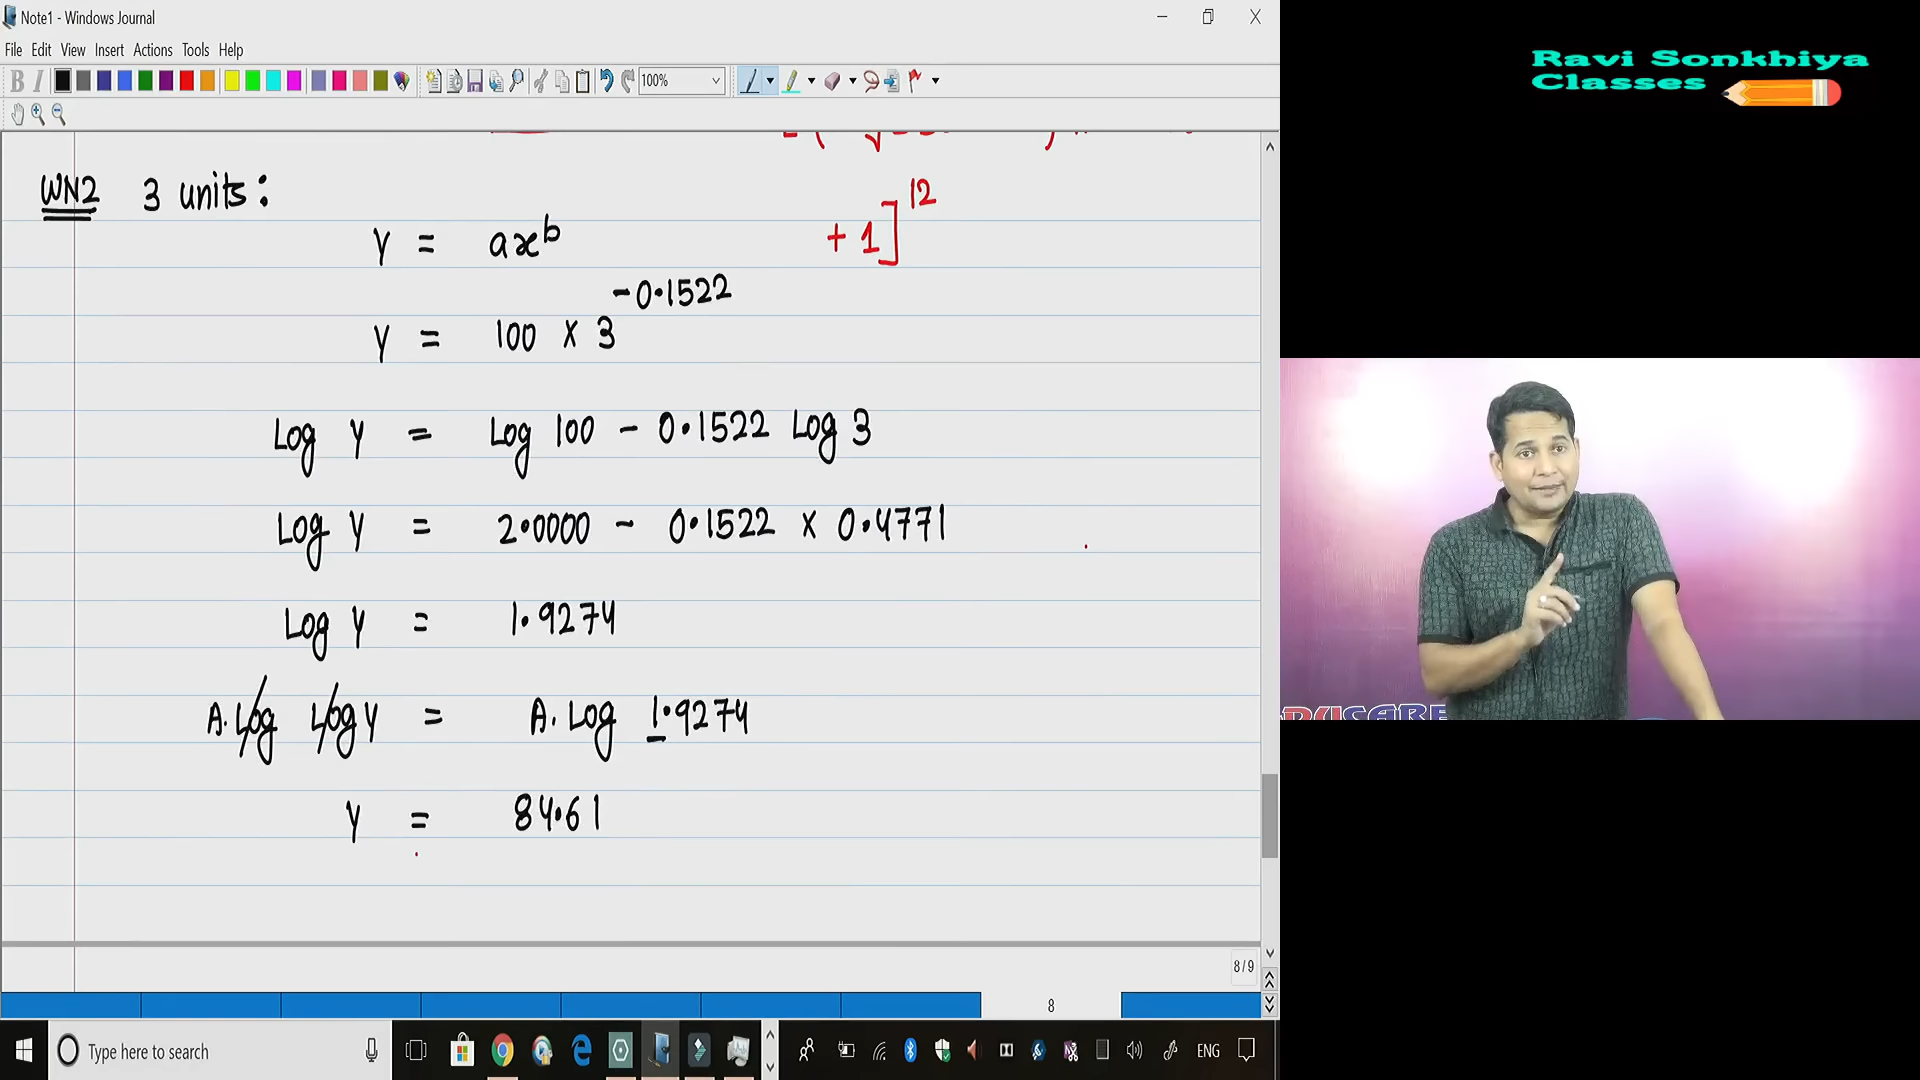 Note1 - Windows Journal
File Edit View Insert Actions Tools Help
B I 100%
Ravi Sonkhiya
Classes
WN2 3 units:
+ 1]^12
Y = ax^b
Y = 100 × 3^-0.1522
Log Y = Log 100 - 0.1522 Log 3
Log Y = 2.0000 - 0.1522 × 0.4771
Log Y = 1.9274
A. Log Log Y = A. Log 1.9274
Y = 84.61
8/9
8
Type here to search
ENG